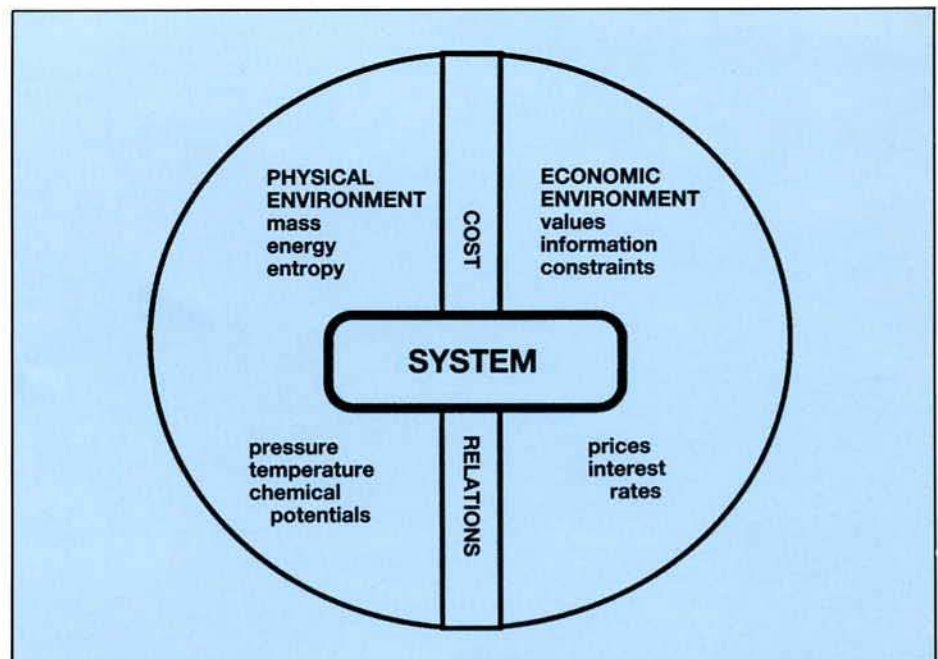 PHYSICAL
ENVIRONMENT
mass
energy
entropy
COST
ECONOMIC
ENVIRONMENT
values
information
constraints
SYSTEM
pressure
temperature
chemical
potentials
RELATIONS
prices
interest
rates